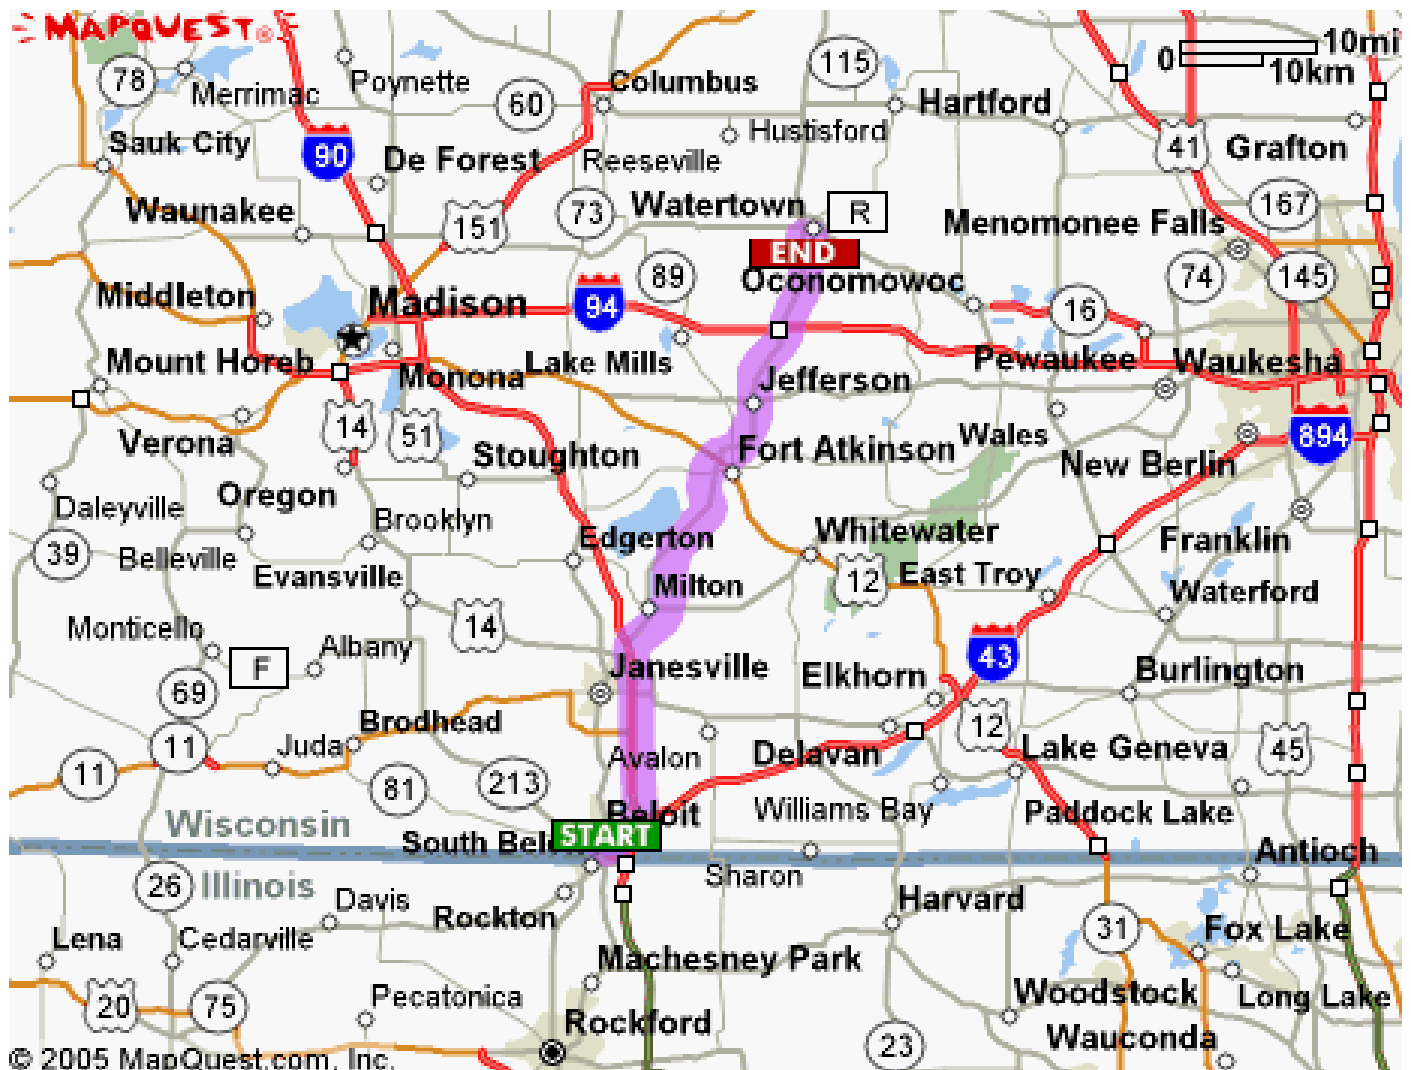 MAPQUEST®
10mi
0
10km
115
Columbus
78
Poynette
Merrimac
60
Hartford
Hustisford
Sauk City
90
De Forest
Reeseville
41
Grafton
Waunakee
151
73
Watertown
R
167
Menomonee Falls
END
89
Oconomowoc
74
145
Middleton
Madison
94
16
Mount Horeb
Monona
Lake Mills
Jefferson
Pewaukee
Waukesha
14
51
Verona
Stoughton
Fort Atkinson
Wales
894
New Berlin
Oregon
Daleyville
Brooklyn
39
Belleville
Edgerton
Whitewater
Franklin
Evansville
Milton
12
East Troy
Waterford
Monticello
14
Albany
F
Janesville
43
Elkhorn
Burlington
69
11
Brodhead
12
Juda
Avalon
Delavan
Lake Geneva
45
11
81
213
Beloit
Williams Bay
Paddock Lake
Wisconsin
South Bel
START
Antioch
Sharon
26
Illinois
Davis
Rockton
Harvard
31
Fox Lake
Lena
Cedarville
Machesney Park
20
75
Pecatonica
Woodstock
Long Lake
Rockford
23
Wauconda
© 2005 MapQuest.com, Inc.